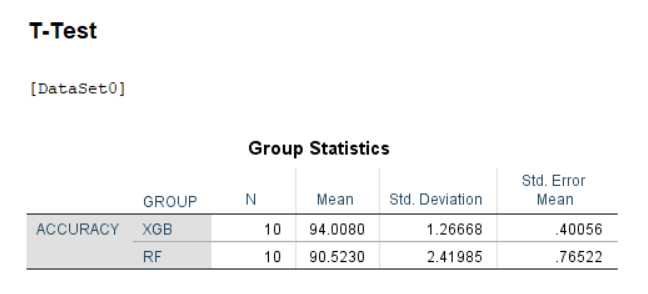 T-Test
[DataSet0]
Group Statistics
GROUP N Mean Std. Deviation Std. Error Mean
ACCURACY XGB 10 94.0080 1.26668 .40056
RF 10 90.5230 2.41985 .76522